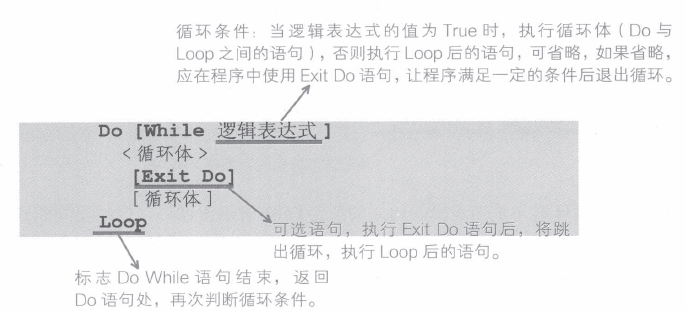 循环条件：当逻辑表达式的值为 True 时，执行循环体（Do 与
Loop 之间的语句），否则执行 Loop 后的语句，可省略，如果省略，
应在程序中使用 Exit Do 语句，让程序满足一定的条件后退出循环。
Do [While 逻辑表达式]
<循环体>
[Exit Do]
[循环体]
Loop
可选语句，执行 Exit Do 语句后，将跳
出循环，执行 Loop 后的语句。
标志 Do While 语句结束，返回
Do 语句处，再次判断循环条件。